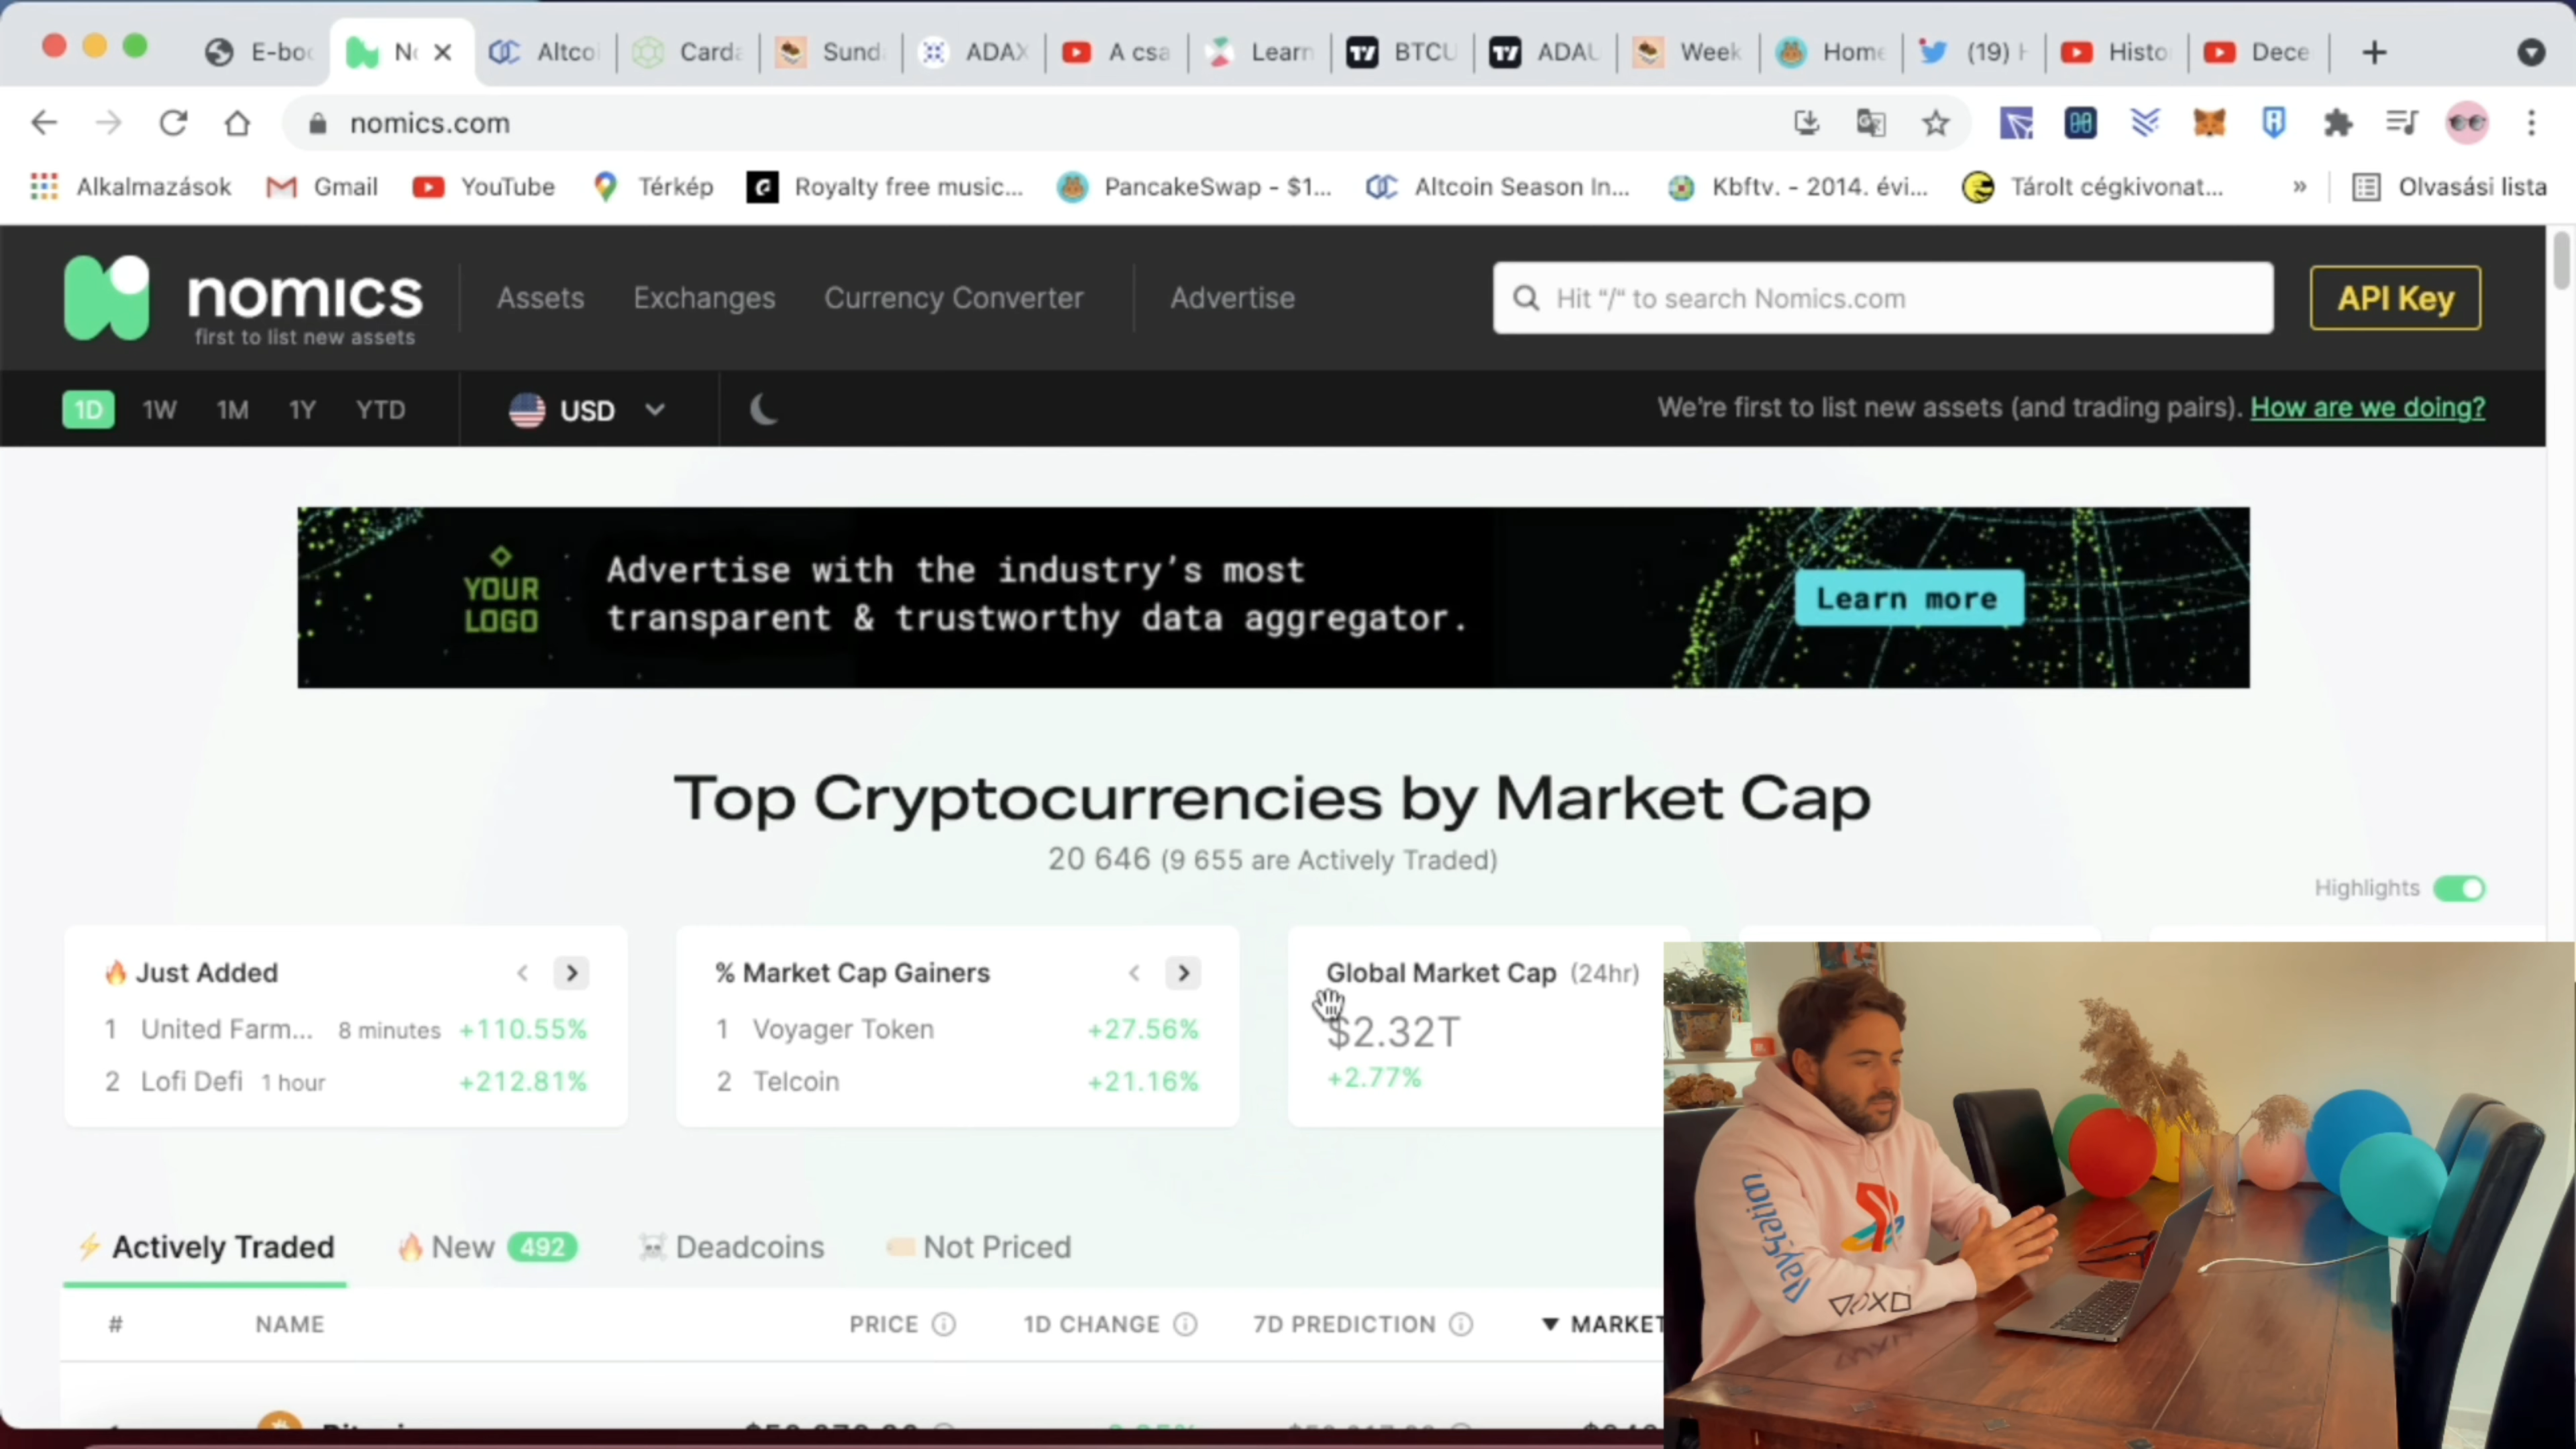 E-boo
No
Altcoi
Carda
Sunda
ADAX
A csa
Learn
BTCU
ADAU
Week
Home
(19) H
Histo
Dece
nomics.com
Alkalmazások
Gmail
YouTube
Térkép
Royalty free music...
PancakeSwap - $1...
Altcoin Season In...
Kbftv. - 2014. évi...
Tárolt cégkivonat...
»
Olvasási lista
nomics
first to list new assets
Assets
Exchanges
Currency Converter
Advertise
Hit “/“ to search Nomics.com
API Key
1D
1W
1M
1Y
YTD
USD
We're first to list new assets (and trading pairs). How are we doing?
YOUR
LOGO
Advertise with the industry's most
transparent & trustworthy data aggregator.
Learn more
Top Cryptocurrencies by Market Cap
20 646 (9 655 are Actively Traded)
Highlights
Just Added
1 United Farm... 8 minutes +110.55%
2 Lofi Defi 1 hour +212.81%
% Market Cap Gainers
1 Voyager Token +27.56%
2 Telcoin +21.16%
Global Market Cap (24hr)
$2.32T
+2.77%
Actively Traded
New 492
Deadcoins
Not Priced
# NAME PRICE 1D CHANGE 7D PREDICTION MARKET
PlayStation